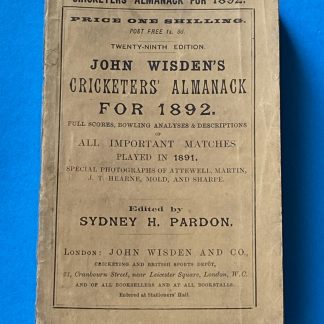 CRICKETERS' ALMANACK FOR 1892.
PRICE ONE SHILLING.
POST FREE 1s. 3d.
TWENTY-NINTH EDITION.
JOHN WISDEN'S
CRICKETERS' ALMANACK
FOR 1892.
FULL SCORES, BOWLING ANALYSES & DESCRIPTIONS
OF
ALL IMPORTANT MATCHES
PLAYED IN 1891.
SPECIAL PHOTOGRAPHS OF ATTEWELL, MARTIN,
J. T. HEARNE, MOLD, AND SHARPE.
Edited by
SYDNEY H. PARDON.
LONDON: JOHN WISDEN AND CO.,
CRICKETING AND BRITISH SPORTS DEPÔT,
21, Cranbourn Street, near Leicester Square, London, W.C.
AND OF ALL BOOKSELLERS AND AT ALL BOOKSTALLS.
Entered at Stationers' Hall.